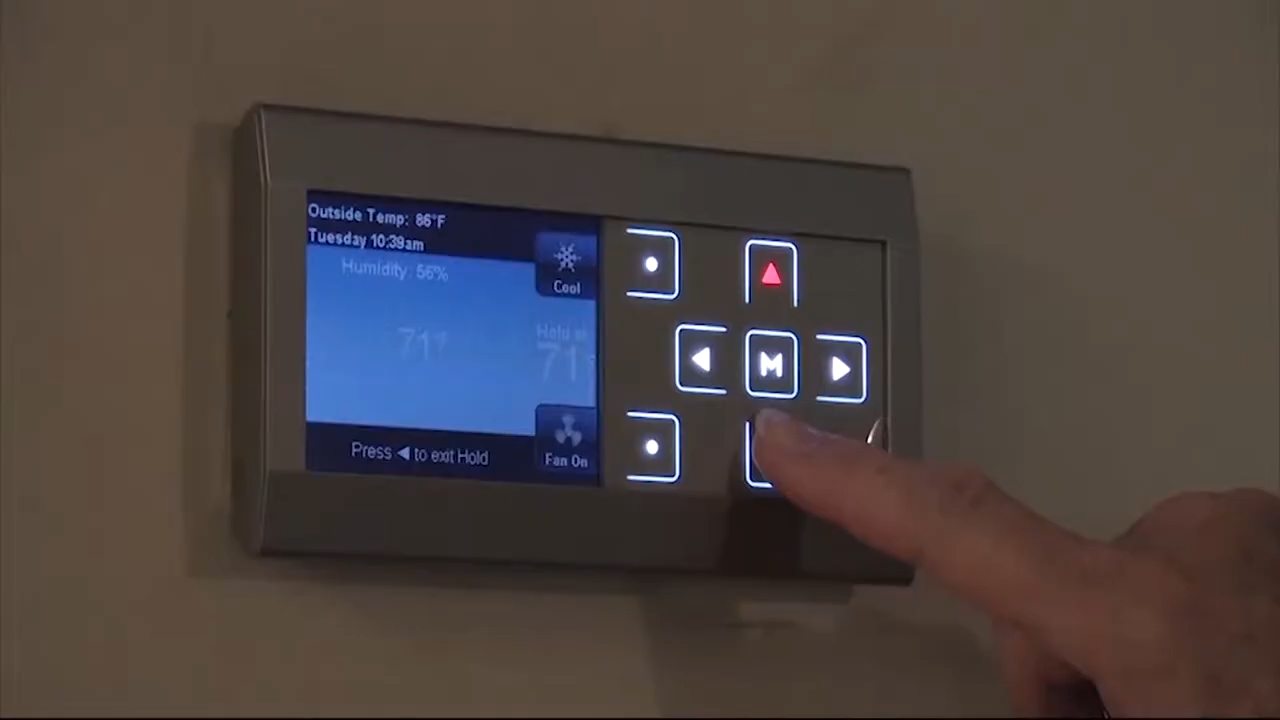 Outside Temp: 86°F
Tuesday 10:39am
Humidity: 56%
Cool
71°F
Hold at
71°
Fan On
Press ◀ to exit Hold
M